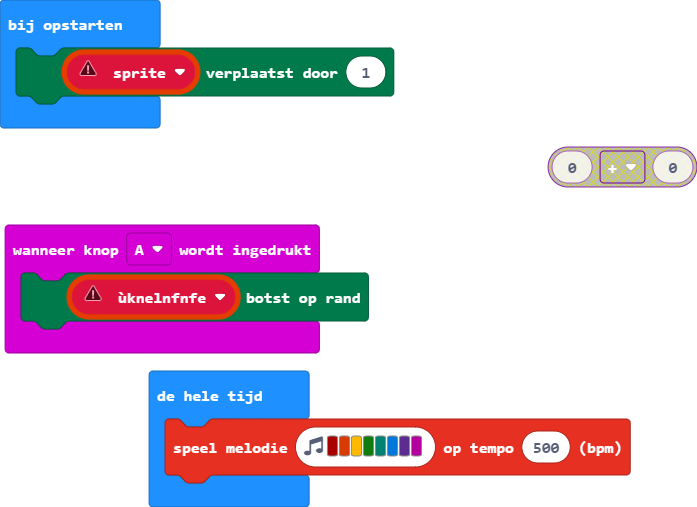 bij opstarten
sprite verplaatst door 1
0 + 0
wanneer knop A wordt ingedrukt
ùknelnfnfe botst op rand
de hele tijd
speel melodie op tempo 500 (bpm)